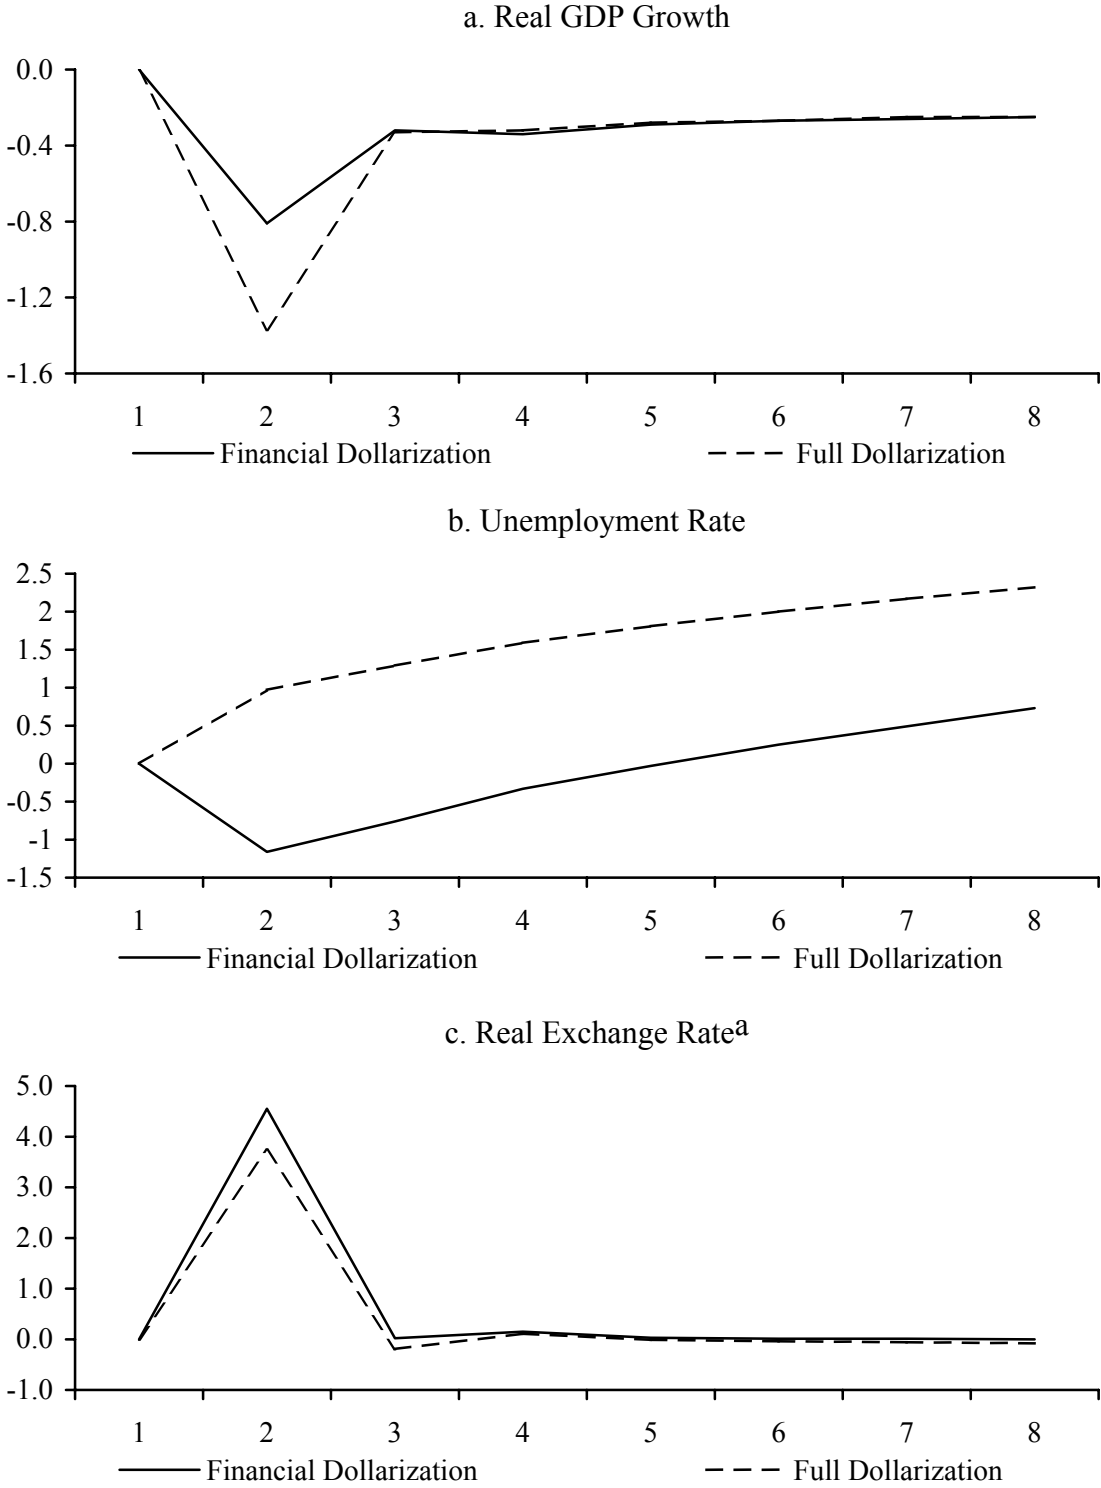 a. Real GDP Growth
0.0
-0.4
-0.8
-1.2
-1.6
1 2 3 4 5 6 7 8
Financial Dollarization Full Dollarization
b. Unemployment Rate
2.5
2
1.5
1
0.5
0
-0.5
-1
-1.5
1 2 3 4 5 6 7 8
Financial Dollarization Full Dollarization
c. Real Exchange Rateᵃ
5.0
4.0
3.0
2.0
1.0
0.0
-1.0
1 2 3 4 5 6 7 8
Financial Dollarization Full Dollarization